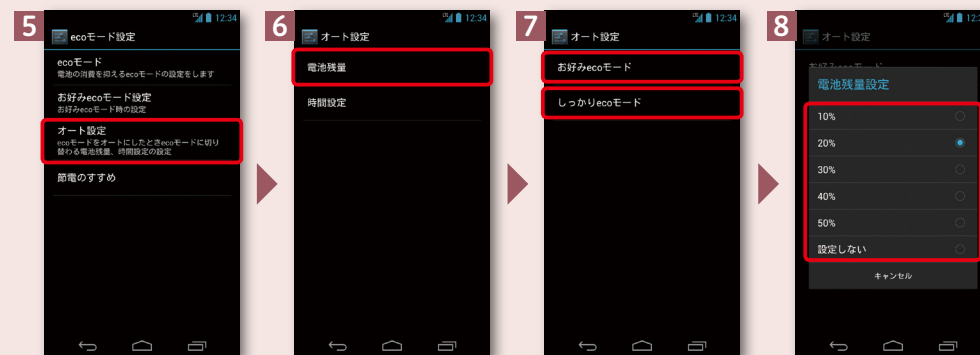 5
12:34
ecoモード設定
ecoモード
電池の消費を抑えるecoモードの設定をします
お好みecoモード設定
お好みecoモード時の設定
オート設定
ecoモードをオートにしたときecoモードに切り
替わる電池残量、時間設定の設定
節電のすすめ
6
12:34
オート設定
電池残量
時間設定
7
12:34
オート設定
お好みecoモード
しっかりecoモード
8
オート設定
お好みecoモード
電池残量設定
10%
20%
30%
40%
50%
設定しない
キャンセル